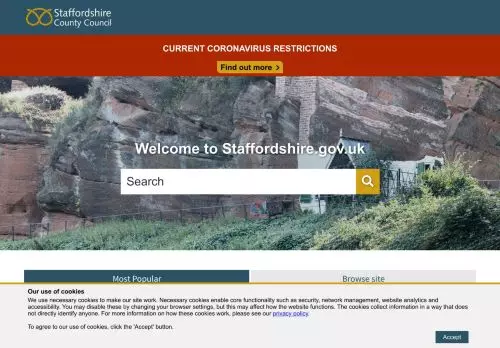 Staffordshire
County Council
CURRENT CORONAVIRUS RESTRICTIONS
Find out more
Welcome to Staffordshire.gov.uk
Search
Most Popular
Browse site
Our use of cookies
We use necessary cookies to make our site work. Necessary cookies enable core functionality such as security, network management, website analytics and
accessibility. You may disable these by changing your browser settings, but this may affect how the website functions. The cookies collect information in a way that does
not directly identify anyone. For more information on how these cookies work, please see our privacy policy.
To agree to our use of cookies, click the 'Accept' button.
Accept